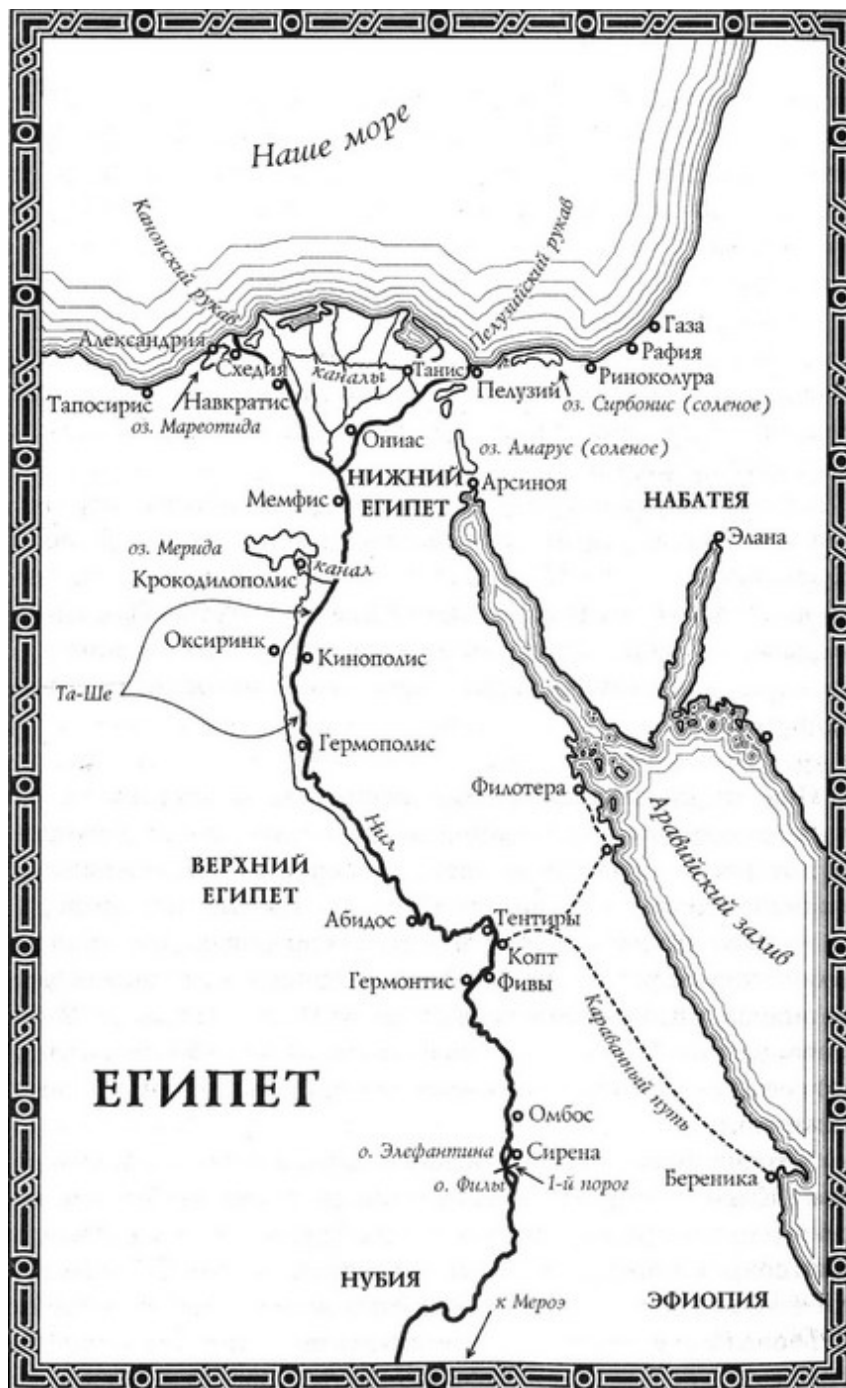 Наше море
Канопский рукав
Пелузийский рукав
Александрия
Схедия
каналы
Танис
Газа
Рафия
Риноколура
Пелузий
оз. Сирбонис (соленое)
Тапосирис
Навкратис
оз. Мареотида
Ониас
оз. Амарус (соленое)
НИЖНИЙ
ЕГИПЕТ
Арсиноя
Мемфис
НАБАТЕЯ
Элана
оз. Мерида
канал
Крокодилополис
Оксиринк
Кинополис
Та-Ше
Гермополис
Филотера
Аравийский залив
Нил
ВЕРХНИЙ
ЕГИПЕТ
Абидос
Тентиры
Копт
Гермонтис
Фивы
Караванный путь
ЕГИПЕТ
Омбос
о. Элефантина
Сирена
о. Филы
1-й порог
Береника
НУБИЯ
к Мероэ
ЭФИОПИЯ